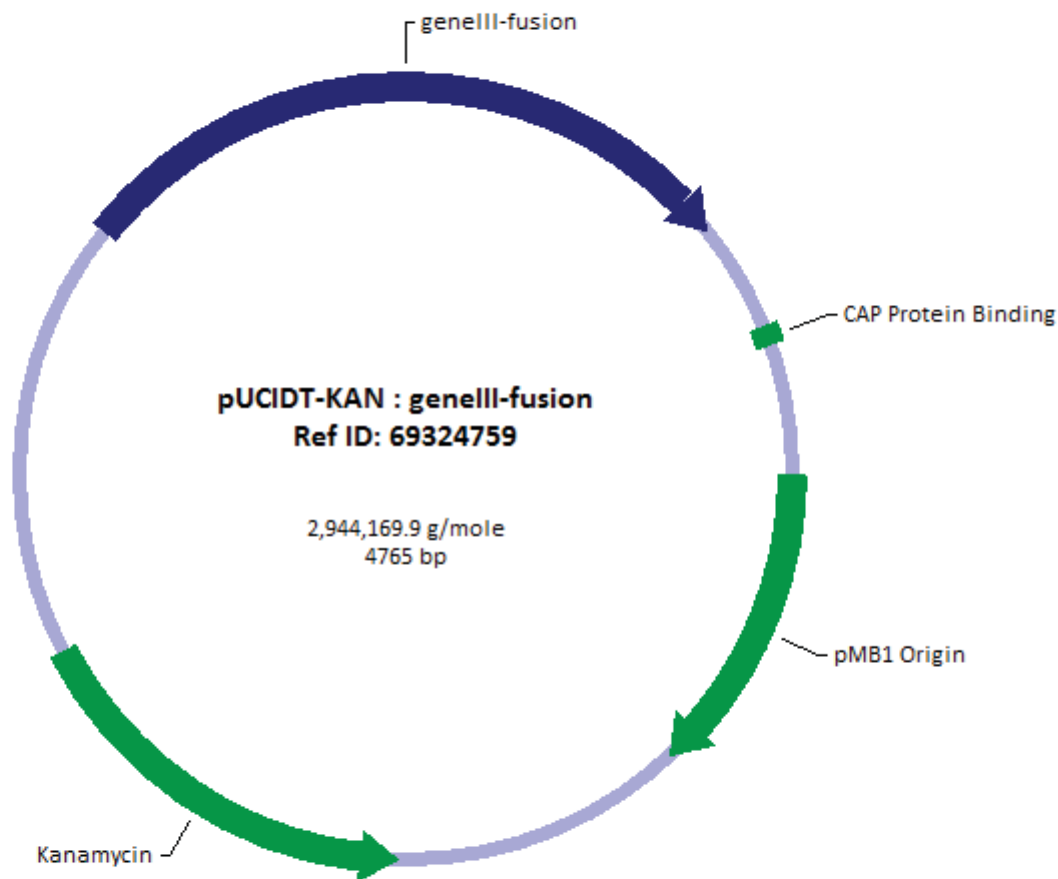 geneIII-fusion
CAP Protein Binding
pUCIDT-KAN : geneIII-fusion
Ref ID: 69324759
2,944,169.9 g/mole
4765 bp
pMB1 Origin
Kanamycin